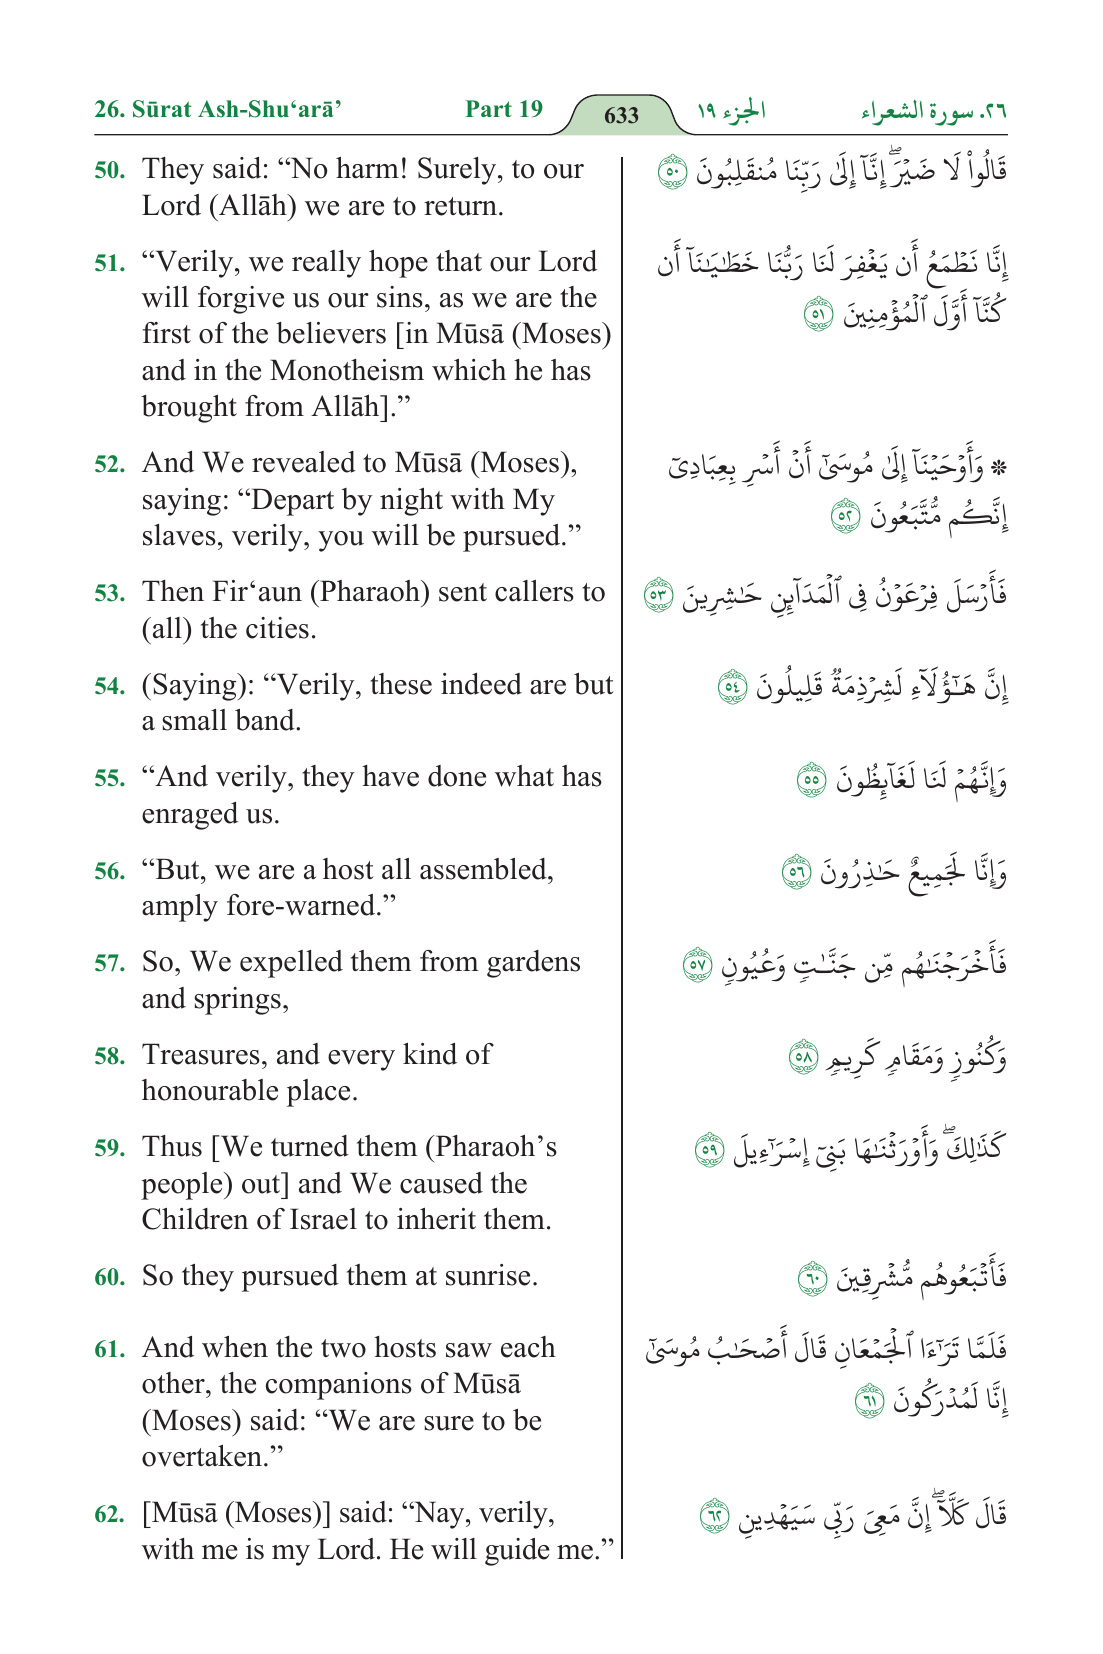 26. Sūrat Ash-Shu‘arā’
Part 19
633
الجزء ١٩
٢٦. سورة الشعراء
50. They said: “No harm! Surely, to our
Lord (Allāh) we are to return.
قَالُوا۟ لَا ضَيْرَ ۖ إِنَّآ إِلَىٰ رَبِّنَا مُنقَلِبُونَ ٥٠
51. “Verily, we really hope that our Lord
will forgive us our sins, as we are the
first of the believers [in Mūsā (Moses)
and in the Monotheism which he has
brought from Allāh].”
إِنَّا نَطْمَعُ أَن يَغْفِرَ لَنَا رَبُّنَا خَطَـٰيَـٰنَآ أَن
كُنَّآ أَوَّلَ ٱلْمُؤْمِنِينَ ٥١
52. And We revealed to Mūsā (Moses),
saying: “Depart by night with My
slaves, verily, you will be pursued.”
۞ وَأَوْحَيْنَآ إِلَىٰ مُوسَىٰٓ أَنْ أَسْرِ بِعِبَادِىٓ
إِنَّكُم مُّتَّبَعُونَ ٥٢
53. Then Fir‘aun (Pharaoh) sent callers to
(all) the cities.
فَأَرْسَلَ فِرْعَوْنُ فِى ٱلْمَدَآئِنِ حَـٰشِرِينَ ٥٣
54. (Saying): “Verily, these indeed are but
a small band.
إِنَّ هَـٰٓؤُلَآءِ لَشِرْذِمَةٌ قَلِيلُونَ ٥٤
55. “And verily, they have done what has
enraged us.
وَإِنَّهُمْ لَنَا لَغَآئِظُونَ ٥٥
56. “But, we are a host all assembled,
amply fore-warned.”
وَإِنَّا لَجَمِيعٌ حَـٰذِرُونَ ٥٦
57. So, We expelled them from gardens
and springs,
فَأَخْرَجْنَـٰهُم مِّن جَنَّـٰتٍ وَعُيُونٍ ٥٧
58. Treasures, and every kind of
honourable place.
وَكُنُوزٍ وَمَقَامٍ كَرِيمٍ ٥٨
59. Thus [We turned them (Pharaoh’s
people) out] and We caused the
Children of Israel to inherit them.
كَذَٰلِكَ ۖ وَأَوْرَثْنَـٰهَا بَنِىٓ إِسْرَٰٓءِيلَ ٥٩
60. So they pursued them at sunrise.
فَأَتْبَعُوهُم مُّشْرِقِينَ ٦٠
61. And when the two hosts saw each
other, the companions of Mūsā
(Moses) said: “We are sure to be
overtaken.”
فَلَمَّا تَرَٰٓءَا ٱلْجَمْعَانِ قَالَ أَصْحَـٰبُ مُوسَىٰٓ
إِنَّا لَمُدْرَكُونَ ٦١
62. [Mūsā (Moses)] said: “Nay, verily,
with me is my Lord. He will guide me.”
قَالَ كَلَّآ ۖ إِنَّ مَعِىَ رَبِّى سَيَهْدِينِ ٦٢